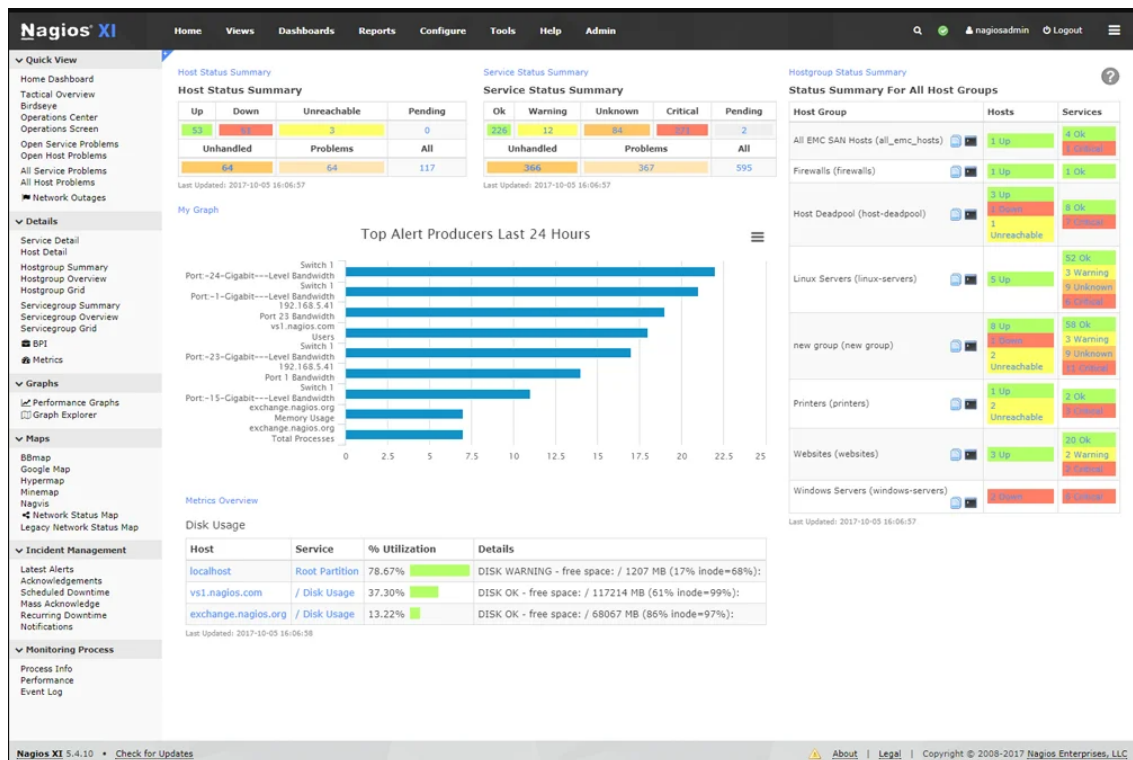 Nagios® XI
Home Views Dashboards Reports Configure Tools Help Admin
nagiosadmin Logout
Quick View
Home Dashboard
Tactical Overview
Birdseye
Operations Center
Operations Screen
Open Service Problems
Open Host Problems
All Service Problems
All Host Problems
Network Outages
Details
Service Detail
Host Detail
Hostgroup Summary
Hostgroup Overview
Hostgroup Grid
Servicegroup Summary
Servicegroup Overview
Servicegroup Grid
BPI
Metrics
Graphs
Performance Graphs
Graph Explorer
Maps
BBmap
Google Map
Hypermap
Minemap
Nagvis
Network Status Map
Legacy Network Status Map
Incident Management
Latest Alerts
Acknowledgements
Scheduled Downtime
Mass Acknowledge
Recurring Downtime
Notifications
Monitoring Process
Process Info
Performance
Event Log
Host Status Summary
Host Status Summary
Up Down Unreachable Pending
53 61 3 0
Unhandled Problems All
64 64 117
Last Updated: 2017-10-05 16:06:57
Service Status Summary
Service Status Summary
Ok Warning Unknown Critical Pending
226 12 84 271 2
Unhandled Problems All
366 367 595
Last Updated: 2017-10-05 16:06:57
My Graph
Top Alert Producers Last 24 Hours
Switch 1
Port:-24-Gigabit---Level Bandwidth
Switch 1
Port:-1-Gigabit---Level Bandwidth
192.168.5.41
Port 23 Bandwidth
vs1.nagios.com
Users
Switch 1
Port:-23-Gigabit---Level Bandwidth
192.168.5.41
Port 1 Bandwidth
Switch 1
Port:-15-Gigabit---Level Bandwidth
exchange.nagios.org
Memory Usage
exchange.nagios.org
Total Processes
0 2.5 5 7.5 10 12.5 15 17.5 20 22.5 25
Metrics Overview
Disk Usage
Host Service % Utilization Details
localhost Root Partition 78.67% DISK WARNING - free space: / 1207 MB (17% inode=68%):
vs1.nagios.com / Disk Usage 37.30% DISK OK - free space: / 117214 MB (61% inode=99%):
exchange.nagios.org / Disk Usage 13.22% DISK OK - free space: / 68067 MB (86% inode=97%):
Last Updated: 2017-10-05 16:06:58
Hostgroup Status Summary
?
Status Summary For All Host Groups
Host Group Hosts Services
All EMC SAN Hosts (all_emc_hosts) 1 Up 4 Ok
1 Critical
Firewalls (firewalls) 1 Up 1 Ok
Host Deadpool (host-deadpool) 3 Up 8 Ok
1 Down 7 Critical
1
Unreachable
Linux Servers (linux-servers) 5 Up 52 Ok
3 Warning
9 Unknown
6 Critical
new group (new group) 8 Up 58 Ok
1 Down 3 Warning
2 9 Unknown
Unreachable 11 Critical
Printers (printers) 1 Up 2 Ok
2 3 Critical
Unreachable
Websites (websites) 3 Up 20 Ok
2 Warning
2 Critical
Windows Servers (windows-servers) 2 Down 9 Critical
Last Updated: 2017-10-05 16:06:57
Nagios XI 5.4.10 • Check for Updates
About | Legal | Copyright © 2008-2017 Nagios Enterprises, LLC